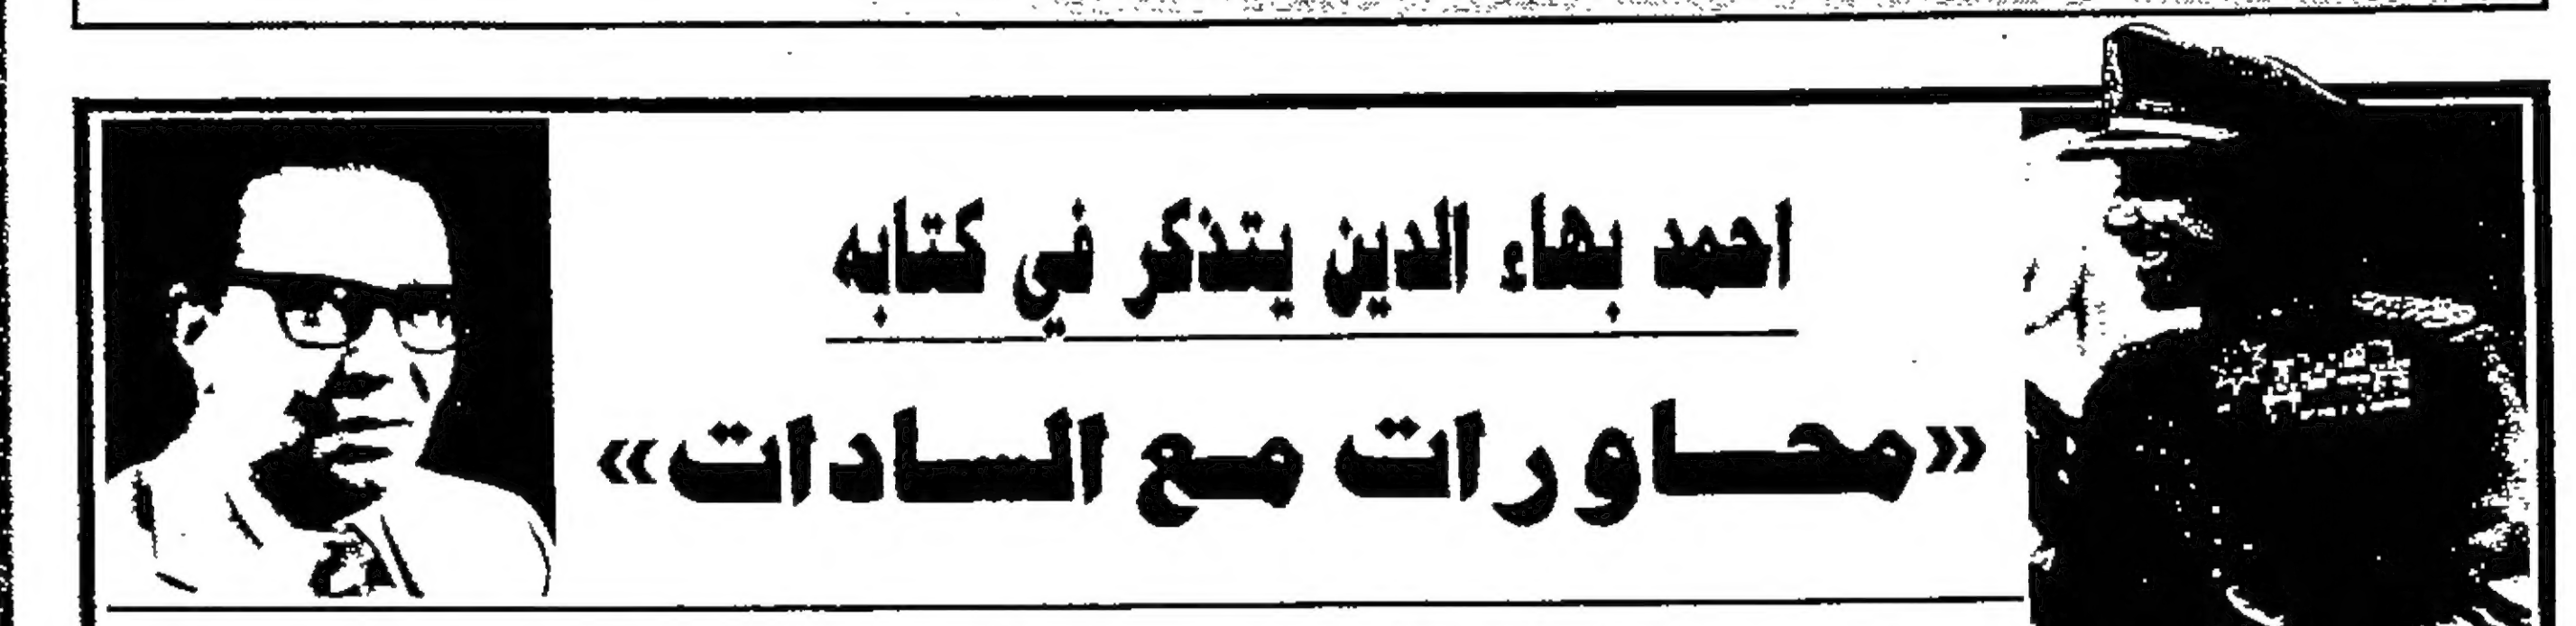 احمد بهاء الدين يتذكر في كتابه
«محاورات مع السادات»